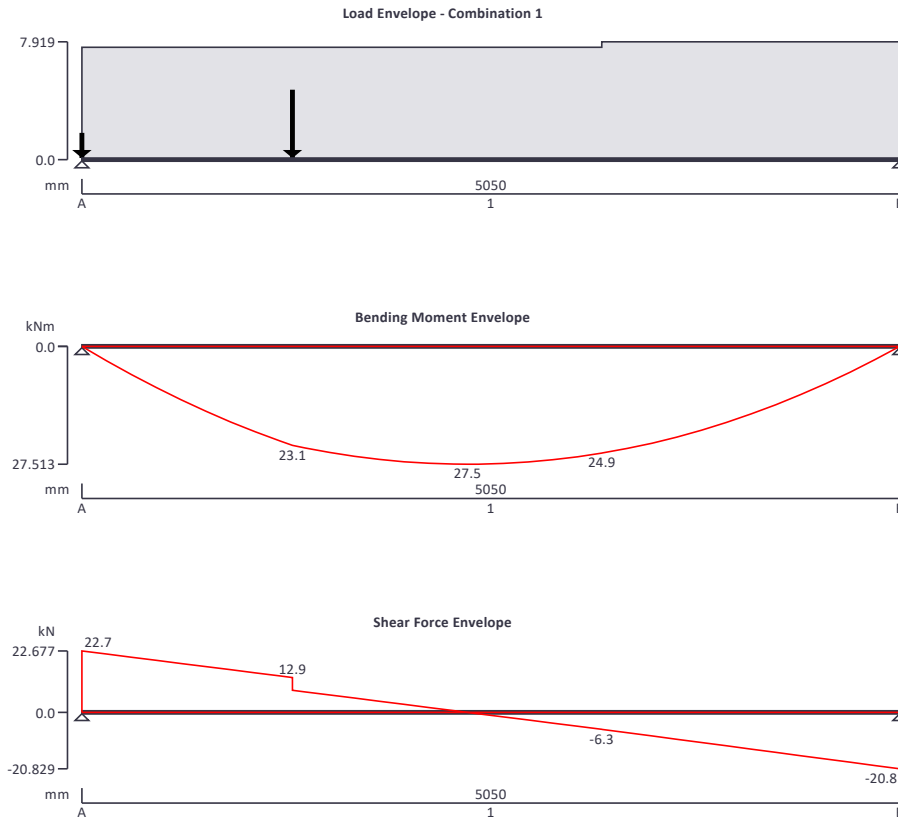 Load Envelope - Combination 1
7.919
0.0
mm
5050
A
1
Bending Moment Envelope
kNm
0.0
23.1
24.9
27.513
27.5
mm
5050
A
1
Shear Force Envelope
kN
22.7
22.677
12.9
0.0
-6.3
-20.829
-20.8
mm
5050
A
1